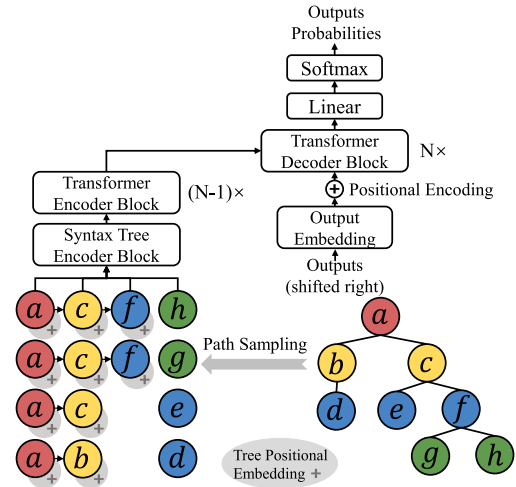 Outputs
Probabilities
Softmax
Linear
Transformer
Decoder Block
N×
Positional Encoding
Output
Embedding
Outputs
(shifted right)
Transformer
Encoder Block
(N-1)×
Syntax Tree
Encoder Block
a c f h
a c f g
a c e
a b d
Path Sampling
a
b c
d e f
g h
Tree Positional
Embedding +